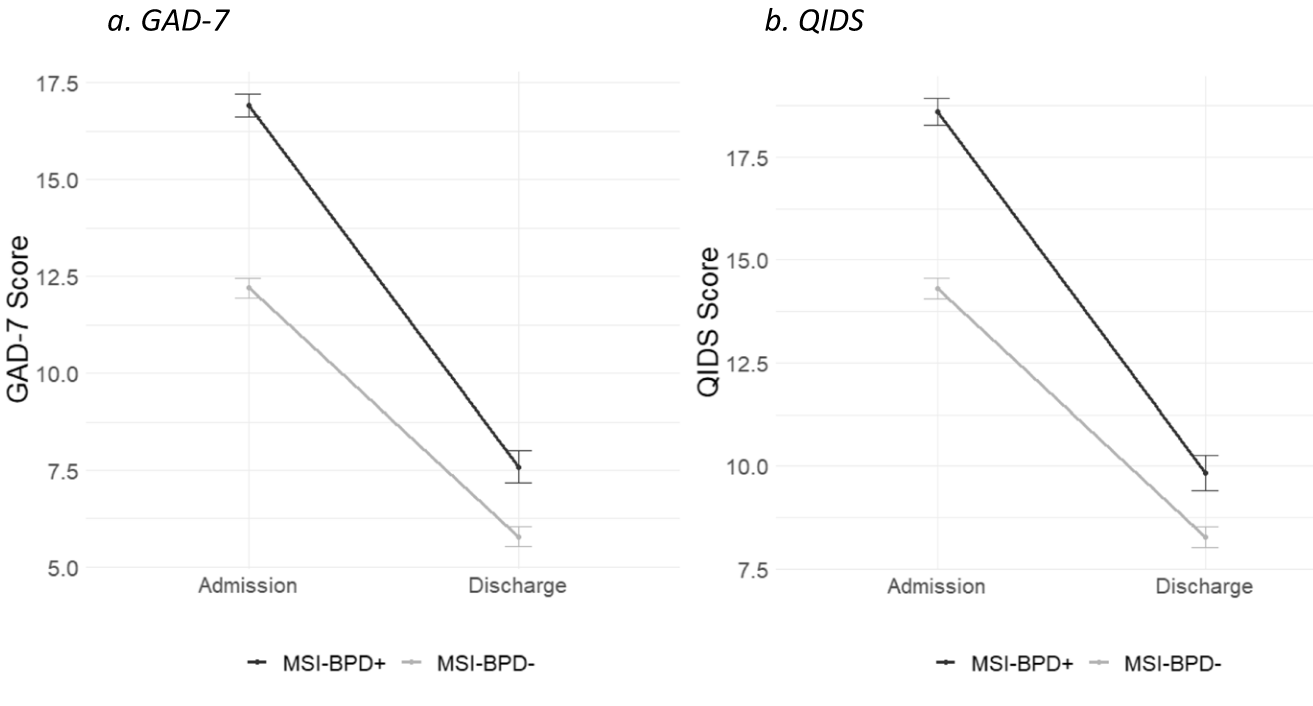 a. GAD-7
17.5
15.0
12.5
10.0
7.5
5.0
GAD-7 Score
Admission Discharge
MSI-BPD+ MSI-BPD-
b. QIDS
17.5
15.0
12.5
10.0
7.5
QIDS Score
Admission Discharge
MSI-BPD+ MSI-BPD-